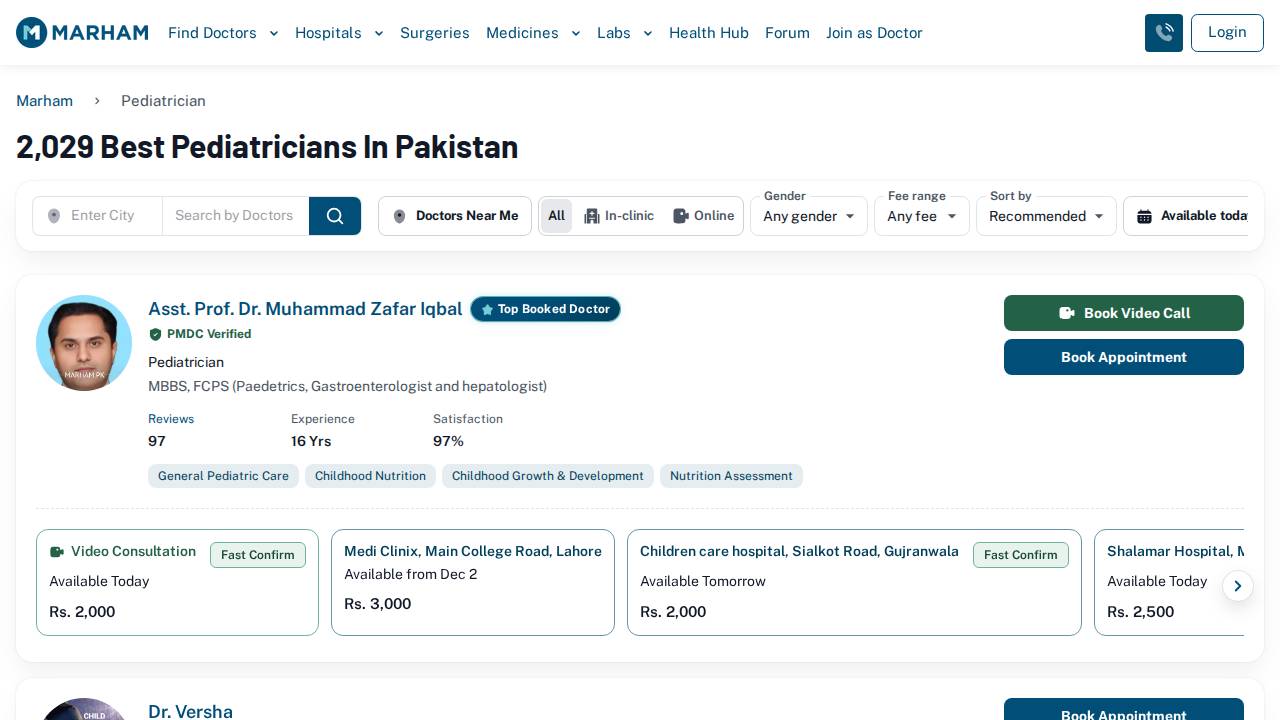 MARHAM
Find Doctors
Hospitals
Surgeries
Medicines
Labs
Health Hub
Forum
Join as Doctor
Login
Marham > Pediatrician
2,029 Best Pediatricians In Pakistan
Enter City
Search by Doctors
Doctors Near Me
All
In-clinic
Online
Gender
Any gender
Fee range
Any fee
Sort by
Recommended
Available today
Asst. Prof. Dr. Muhammad Zafar Iqbal
Top Booked Doctor
PMDC Verified
Pediatrician
MBBS, FCPS (Paedetrics, Gastroenterologist and hepatologist)
Reviews
97
Experience
16 Yrs
Satisfaction
97%
General Pediatric Care
Childhood Nutrition
Childhood Growth & Development
Nutrition Assessment
Book Video Call
Book Appointment
MARHAM.PK
Video Consultation
Fast Confirm
Available Today
Rs. 2,000
Medi Clinix, Main College Road, Lahore
Available from Dec 2
Rs. 3,000
Children care hospital, Sialkot Road, Gujranwala
Fast Confirm
Available Tomorrow
Rs. 2,000
Shalamar Hospital,
Available Today
Rs. 2,500
CHILD
Dr. Versha
Book Appointment